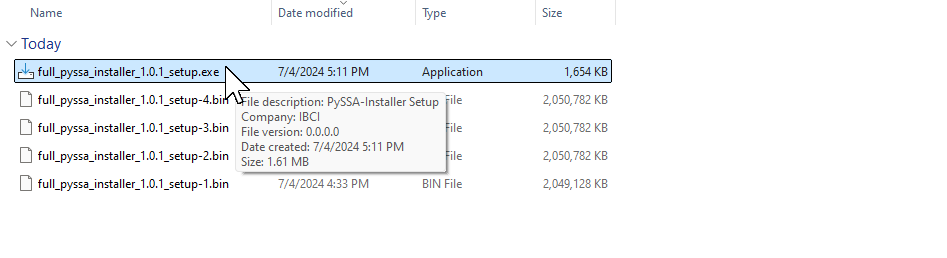 Name Date modified Type Size
Today
full_pyssa_installer_1.0.1_setup.exe 7/4/2024 5:11 PM Application 1,654 KB
full_pyssa_installer_1.0.1_setup-4.bin File 2,050,782 KB
File description: PySSA-Installer Setup
Company: IBCI
full_pyssa_installer_1.0.1_setup-3.bin File 2,050,782 KB
File version: 0.0.0.0
Date created: 7/4/2024 5:11 PM
full_pyssa_installer_1.0.1_setup-2.bin File 2,050,782 KB
Size: 1.61 MB
full_pyssa_installer_1.0.1_setup-1.bin 7/4/2024 4:33 PM BIN File 2,049,128 KB